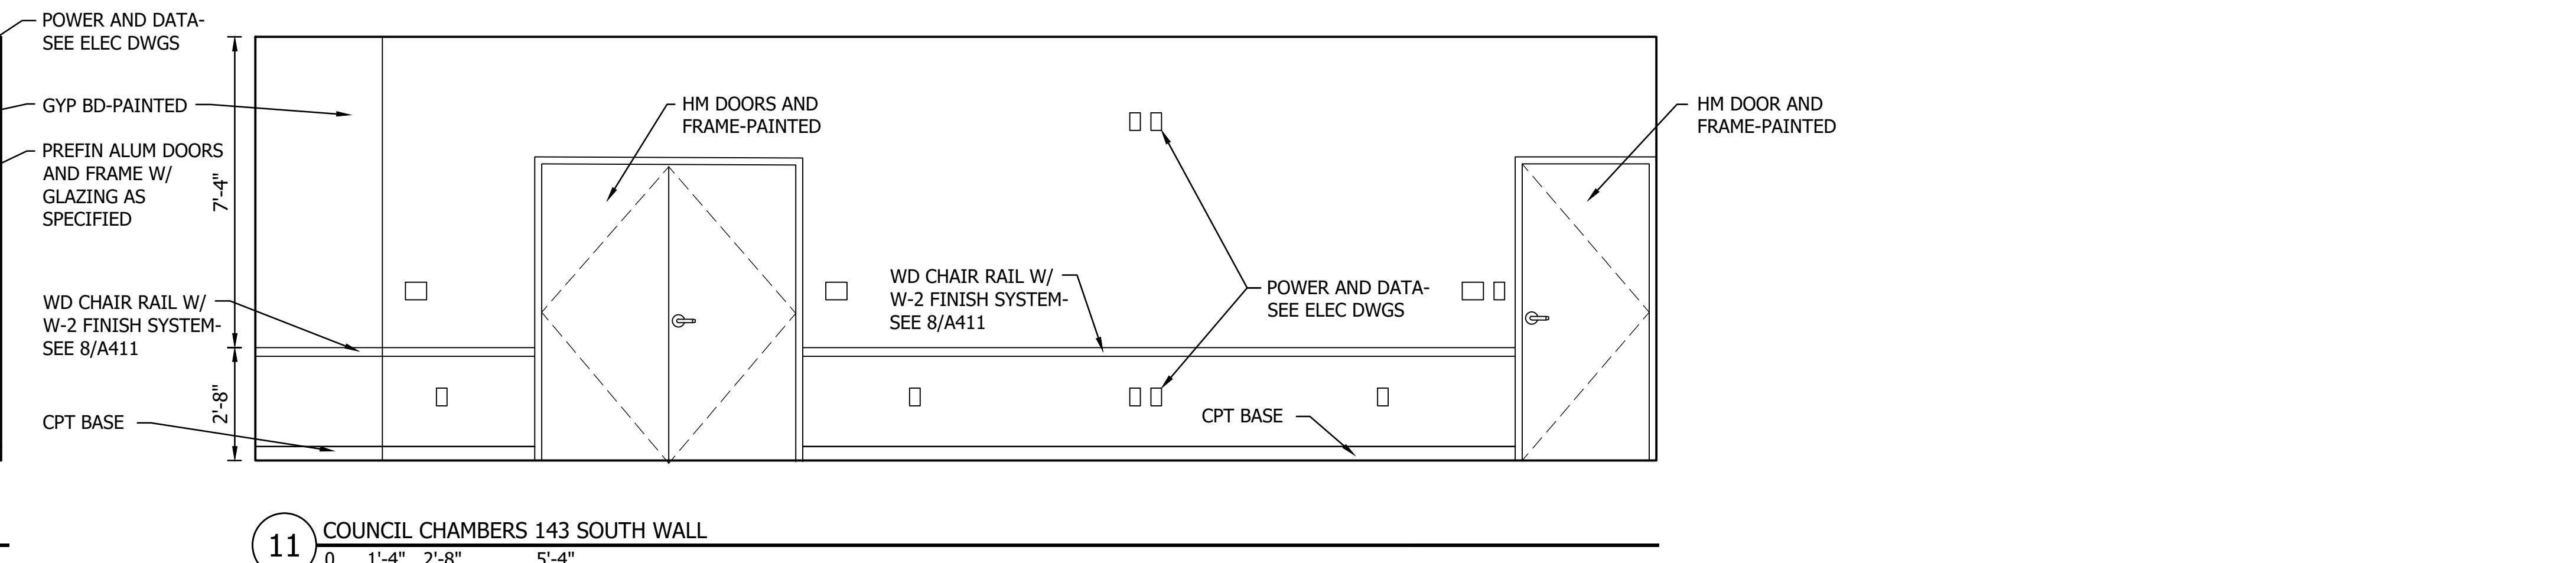 POWER AND DATA-
SEE ELEC DWGS
GYP BD-PAINTED
PREFIN ALUM DOORS
AND FRAME W/
GLAZING AS
SPECIFIED
WD CHAIR RAIL W/
W-2 FINISH SYSTEM-
SEE 8/A411
CPT BASE
7'-4"
2'-8"
HM DOORS AND
FRAME-PAINTED
WD CHAIR RAIL W/
W-2 FINISH SYSTEM-
SEE 8/A411
POWER AND DATA-
SEE ELEC DWGS
CPT BASE
HM DOOR AND
FRAME-PAINTED
11
COUNCIL CHAMBERS 143 SOUTH WALL
0 1'-4" 2'-8" 5'-4"